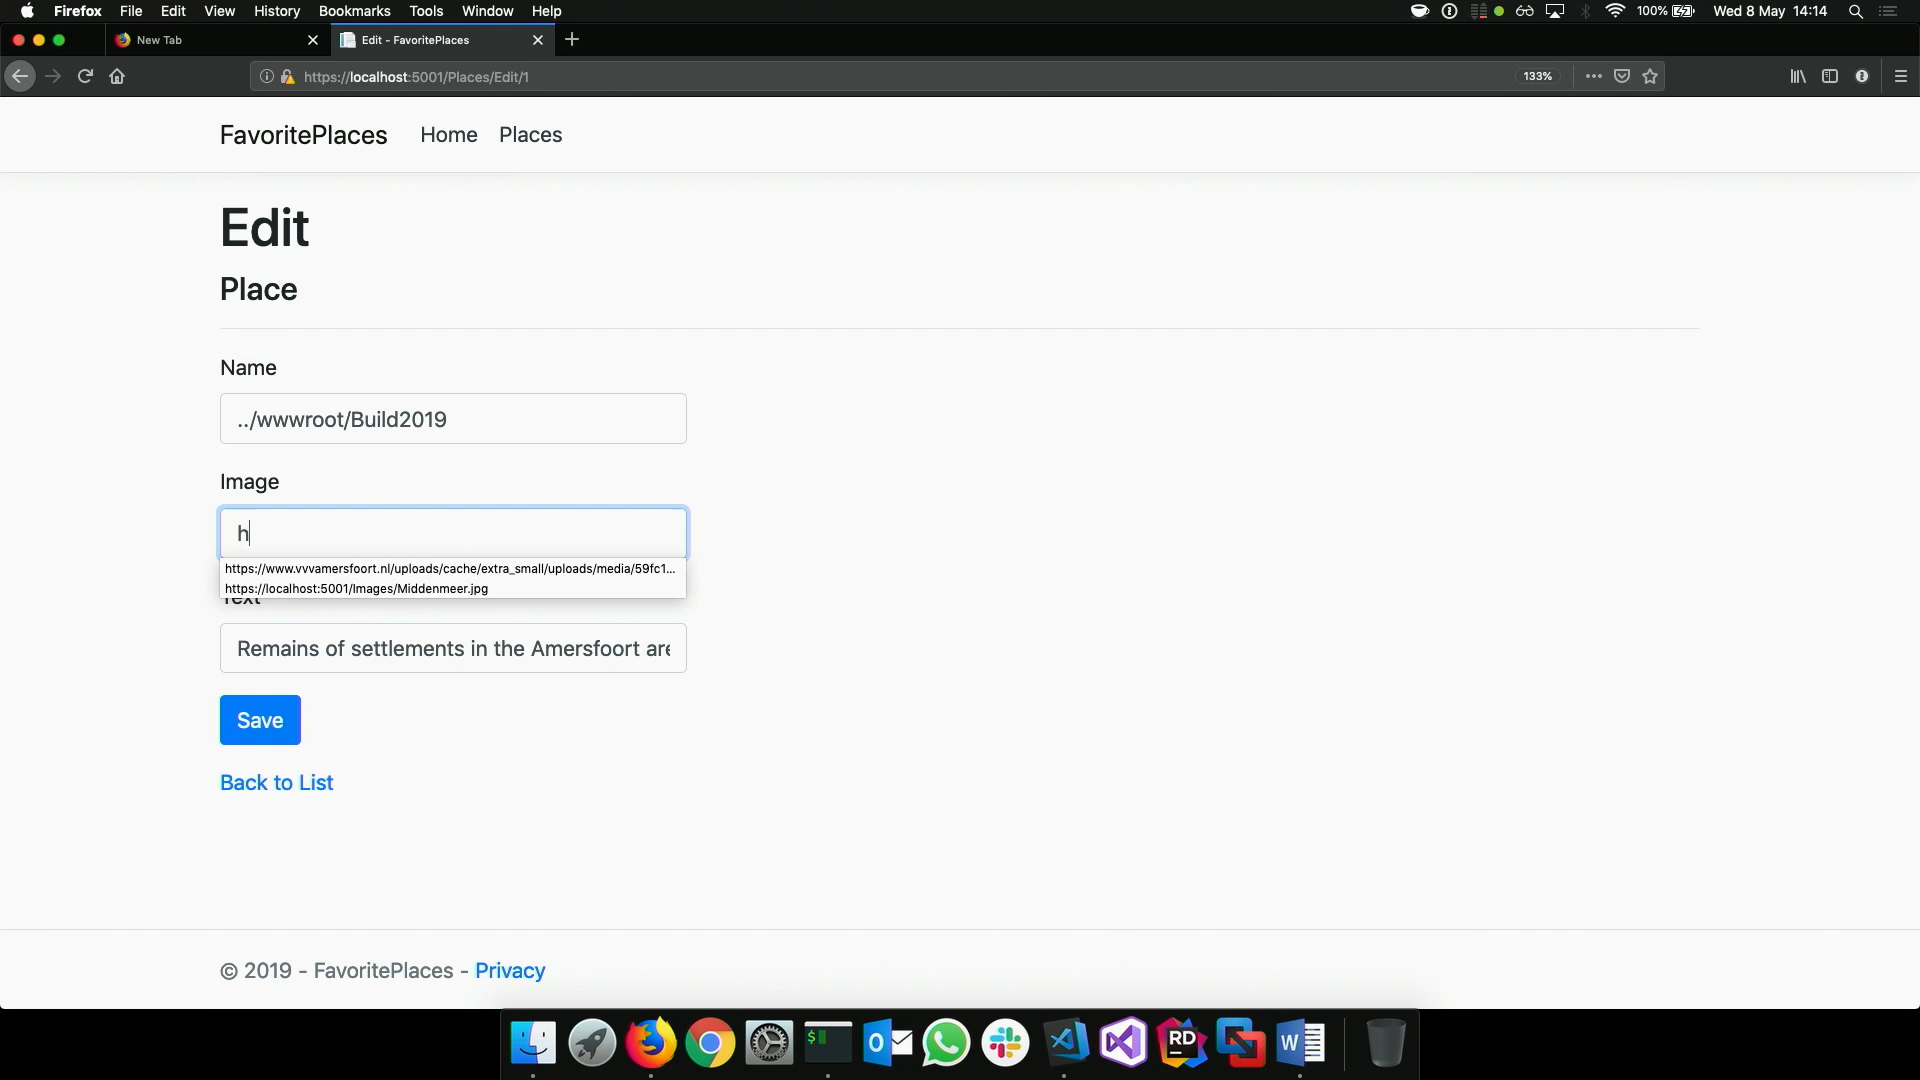 Firefox File Edit View History Bookmarks Tools Window Help 100% Wed 8 May 14:14
New Tab Edit - FavoritePlaces
https://localhost:5001/Places/Edit/1 133%
FavoritePlaces Home Places
Edit
Place
Name
../wwwroot/Build2019
Image
h
https://www.vvvamersfoort.nl/uploads/cache/extra_small/uploads/media/59fc1...
https://localhost:5001/Images/Middenmeer.jpg
Text
Remains of settlements in the Amersfoort are
Save
Back to List
© 2019 - FavoritePlaces - Privacy
$ O RD W